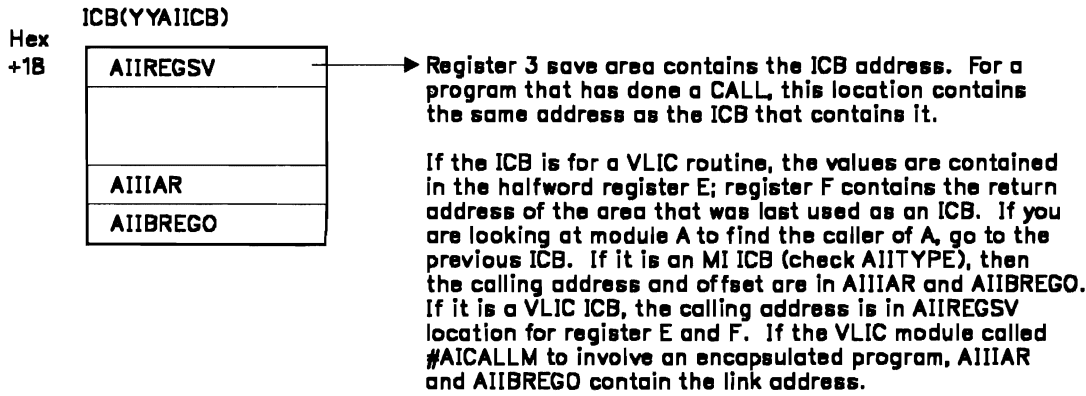 ICB(YYAIICB)
Hex
+18
AIIREGSV
Register 3 save area contains the ICB address. For a
program that has done a CALL, this location contains
the same address as the ICB that contains it.
If the ICB is for a VLIC routine, the values are contained
in the halfword register E; register F contains the return
address of the area that was last used as an ICB. If you
are looking at module A to find the caller of A, go to the
previous ICB. If it is an MI ICB (check AIITYPE), then
the calling address and offset are in AIIIAR and AIIBREGO.
If it is a VLIC ICB, the calling address is in AIIREGSV
location for register E and F. If the VLIC module called
#AICALLM to involve an encapsulated program, AIIIAR
and AIIBREGO contain the link address.
AIIIAR
AIIBREGO